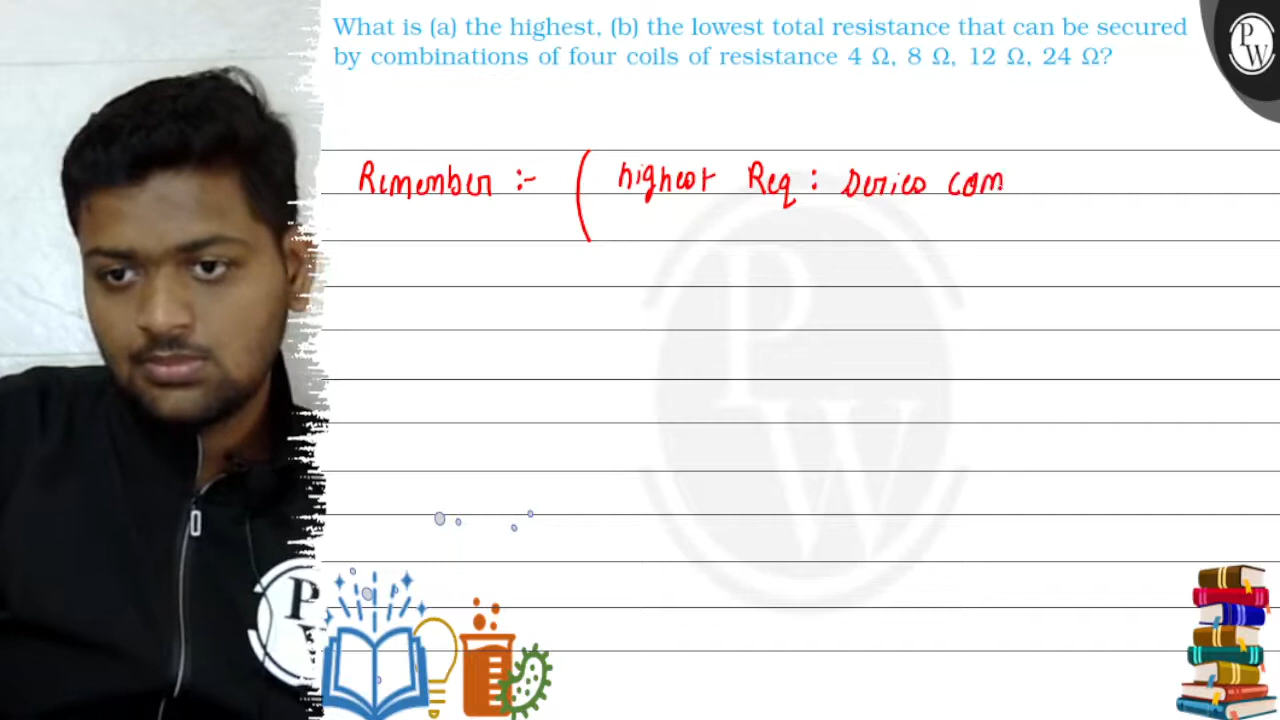 What is (a) the highest, (b) the lowest total resistance that can be secured
by combinations of four coils of resistance 4 Ω, 8 Ω, 12 Ω, 24 Ω?
P
W
Remember :- ( highest Req : series com
P
W
P